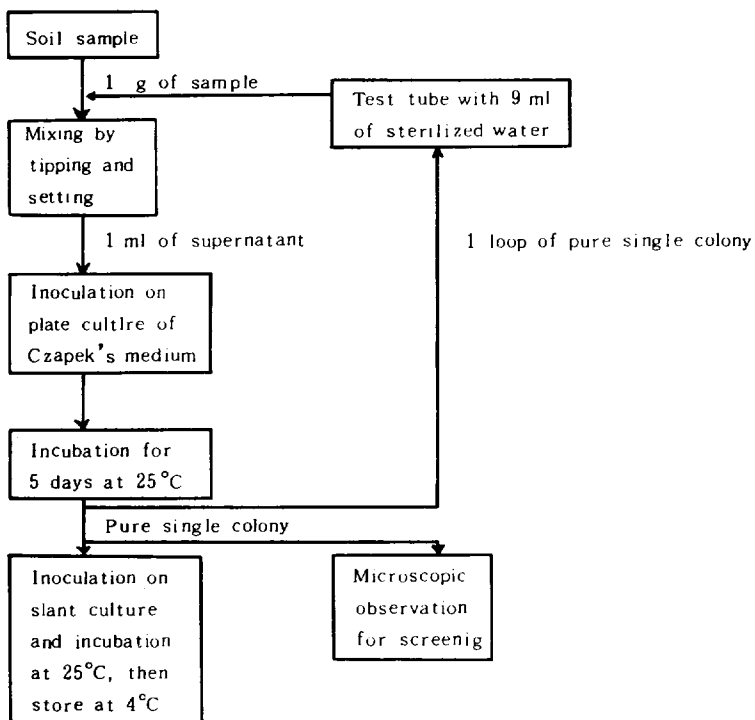 Soil sample
1 g of sample
Test tube with 9 ml
of sterilized water
Mixing by
tipping and
setting
1 ml of supernatant
1 loop of pure single colony
Inoculation on
plate cultIre of
Czapek's medium
Incubation for
5 days at 25°C
Pure single colony
Inoculation on
slant culture
and incubation
at 25°C, then
store at 4°C
Microscopic
observation
for screenig